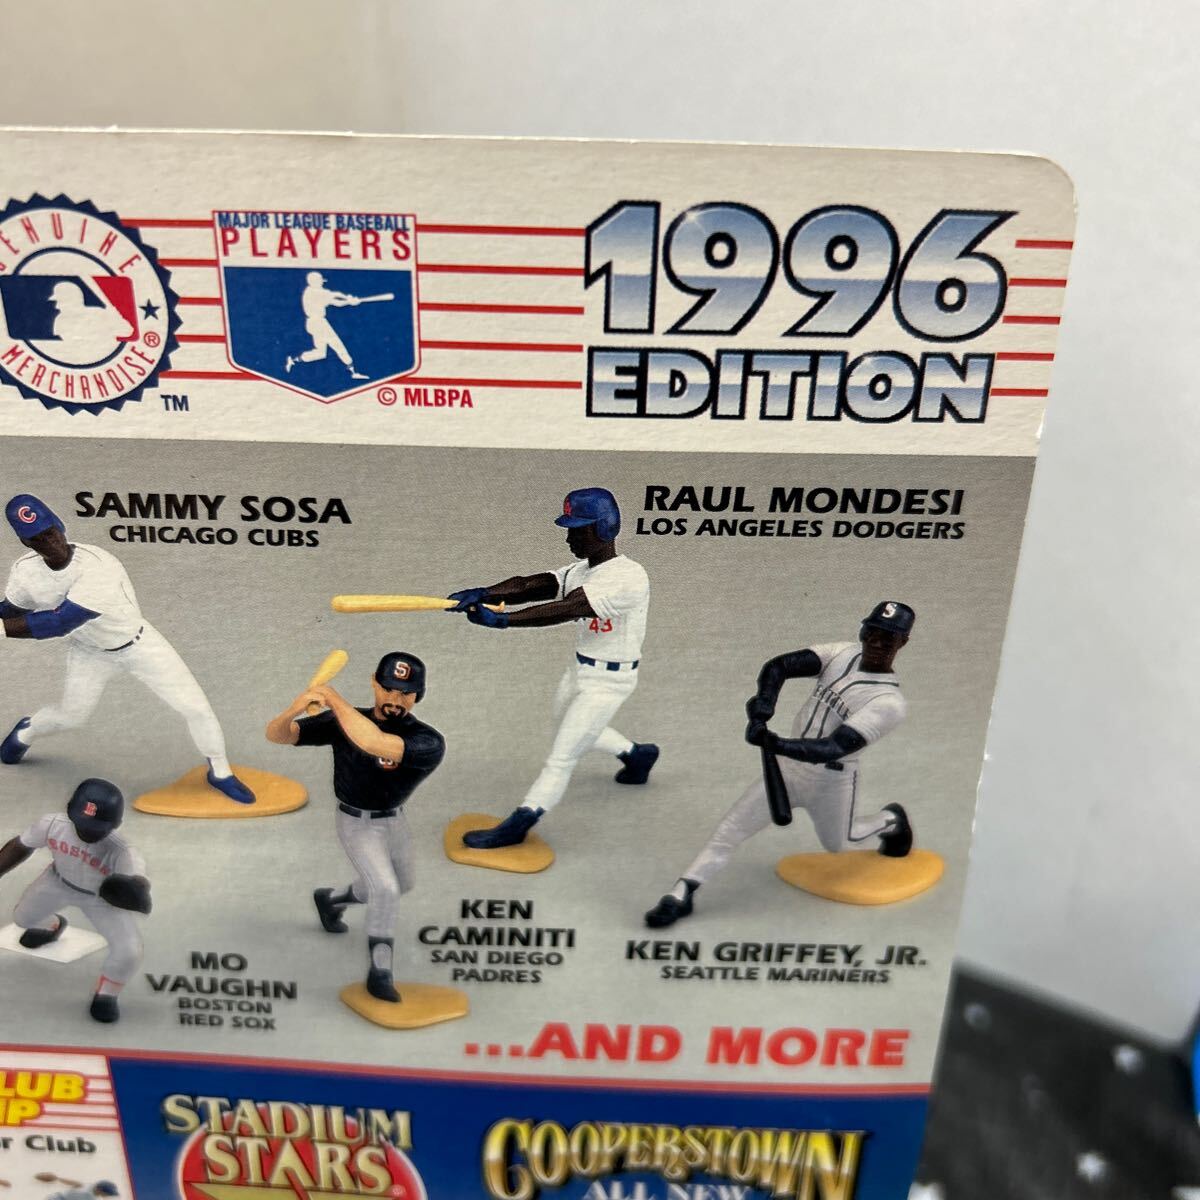 GENUINE
MERCHANDISE
®
TM
MAJOR LEAGUE BASEBALL
PLAYERS
© MLBPA
1996
EDITION
SAMMY SOSA
CHICAGO CUBS
C
RAUL MONDESI
LOS ANGELES DODGERS
43
S
SD
B
BOSTON
MO
VAUGHN
BOSTON
RED SOX
KEN
CAMINITI
SAN DIEGO
PADRES
KEN GRIFFEY, JR.
SEATTLE MARINERS
...AND MORE
LUB
Club
STADIUM
STARS
®
COOPERSTOWN
ALL NEW